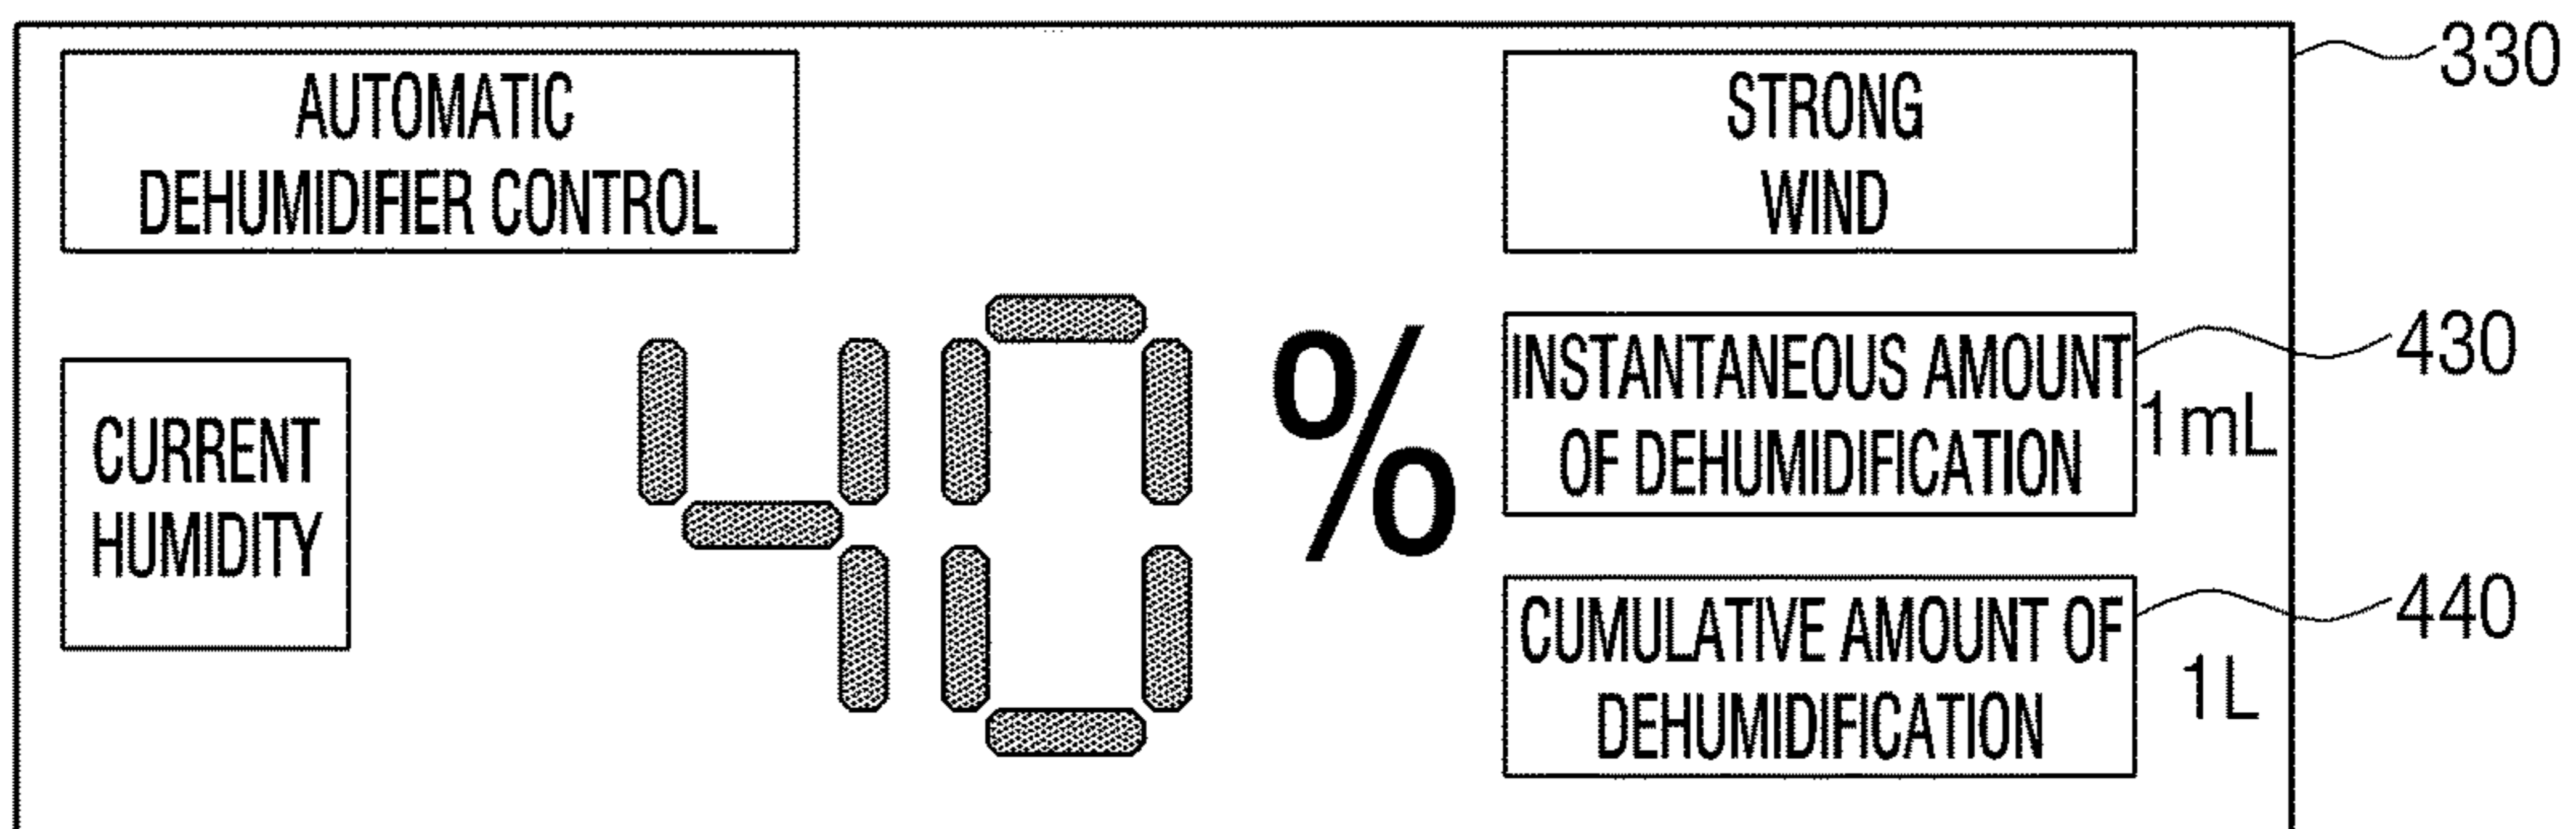 AUTOMATIC
DEHUMIDIFIER CONTROL
STRONG
WIND
330
CURRENT
HUMIDITY
40 %
INSTANTANEOUS AMOUNT
OF DEHUMIDIFICATION
1mL
430
CUMULATIVE AMOUNT OF
DEHUMIDIFICATION
1L
440